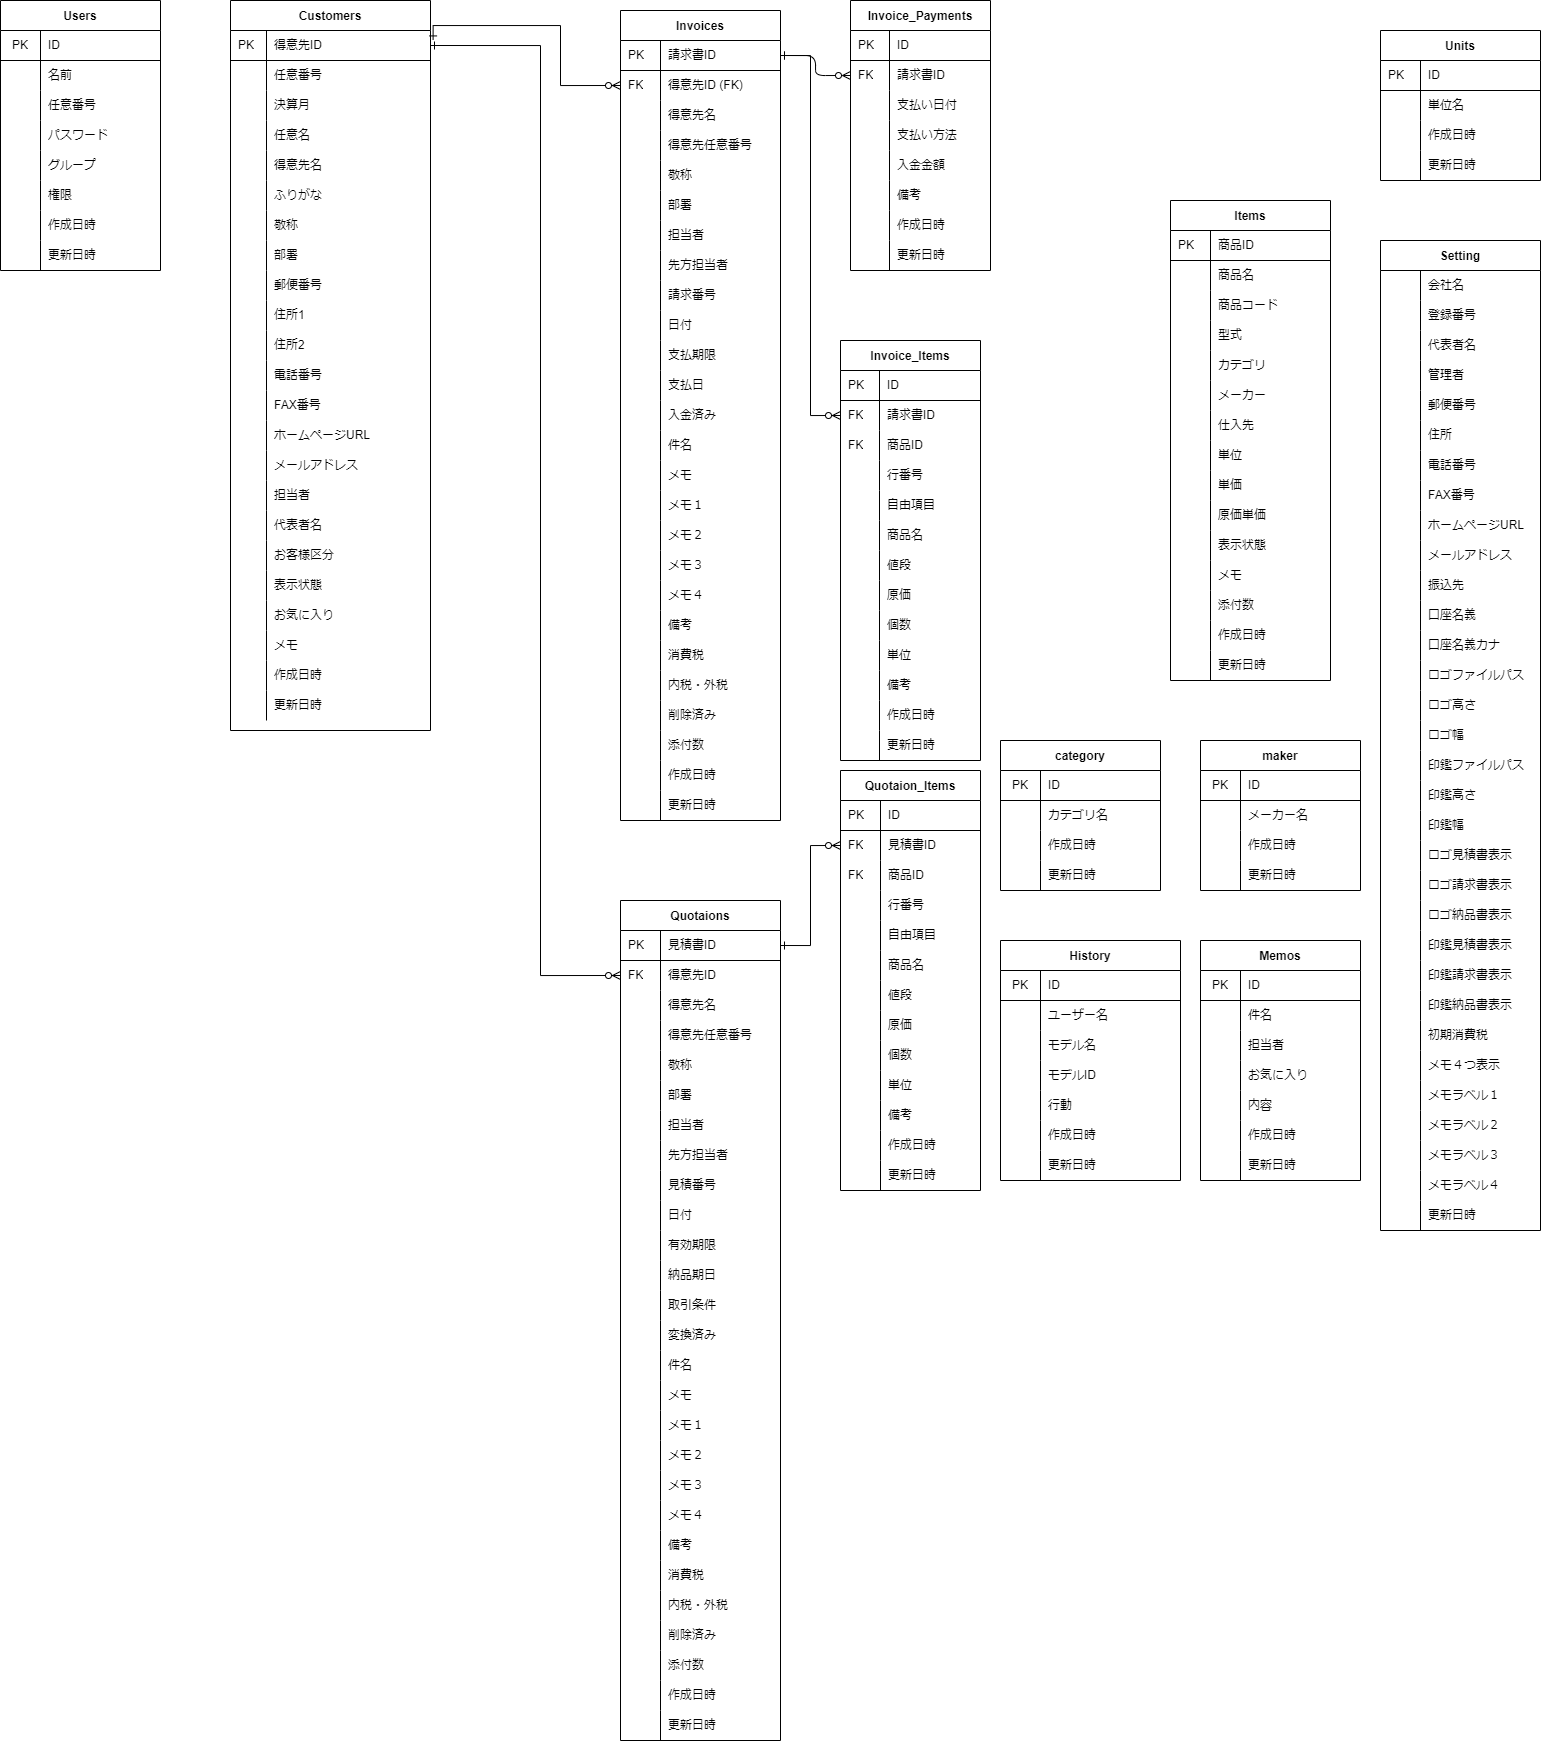 Users
PK ID
名前
任意番号
パスワード
グループ
権限
作成日時
更新日時
Customers
PK 得意先ID
任意番号
決算月
任意名
得意先名
ふりがな
敬称
部署
郵便番号
住所1
住所2
電話番号
FAX番号
ホームページURL
メールアドレス
担当者
代表者名
お客様区分
表示状態
お気に入り
メモ
作成日時
更新日時
Invoices
PK 請求書ID
FK 得意先ID (FK)
得意先名
得意先任意番号
敬称
部署
担当者
先方担当者
請求番号
日付
支払期限
支払日
入金済み
件名
メモ
メモ１
メモ２
メモ３
メモ４
備考
消費税
内税・外税
削除済み
添付数
作成日時
更新日時
Quotaions
PK 見積書ID
FK 得意先ID
得意先名
得意先任意番号
敬称
部署
担当者
先方担当者
見積番号
日付
有効期限
納品期日
取引条件
変換済み
件名
メモ
メモ１
メモ２
メモ３
メモ４
備考
消費税
内税・外税
削除済み
添付数
作成日時
更新日時
Invoice_Payments
PK ID
FK 請求書ID
支払い日付
支払い方法
入金金額
備考
作成日時
更新日時
Invoice_Items
PK ID
FK 請求書ID
FK 商品ID
行番号
自由項目
商品名
値段
原価
個数
単位
備考
作成日時
更新日時
Quotaion_Items
PK ID
FK 見積書ID
FK 商品ID
行番号
自由項目
商品名
値段
原価
個数
単位
備考
作成日時
更新日時
Items
PK 商品ID
商品名
商品コード
型式
カテゴリ
メーカー
仕入先
単位
単価
原価単価
表示状態
メモ
添付数
作成日時
更新日時
category
PK ID
カテゴリ名
作成日時
更新日時
maker
PK ID
メーカー名
作成日時
更新日時
History
PK ID
ユーザー名
モデル名
モデルID
行動
作成日時
更新日時
Memos
PK ID
件名
担当者
お気に入り
内容
作成日時
更新日時
Units
PK ID
単位名
作成日時
更新日時
Setting
会社名
登録番号
代表者名
管理者
郵便番号
住所
電話番号
FAX番号
ホームページURL
メールアドレス
振込先
口座名義
口座名義カナ
ロゴファイルパス
ロゴ高さ
ロゴ幅
印鑑ファイルパス
印鑑高さ
印鑑幅
ロゴ見積書表示
ロゴ請求書表示
ロゴ納品書表示
印鑑見積書表示
印鑑請求書表示
印鑑納品書表示
初期消費税
メモ４つ表示
メモラベル１
メモラベル２
メモラベル３
メモラベル４
更新日時